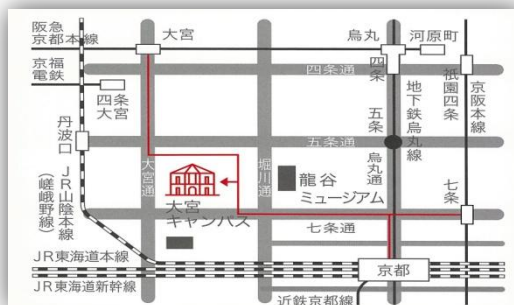 阪急
京都本線
大宮
烏丸
河原町
京福
電鉄
四条
大宮
四条通
四条
祇園四条
京阪本線
丹波口
五条通
五条
地下鉄烏丸線
烏丸通
JR山陰本線
(嵯峨野線)
大宮通
堀川通
龍谷
ミュージアム
大宮
キャンパス
七条
七条通
JR東海道本線
京都
JR東海道新幹線
近鉄京都線